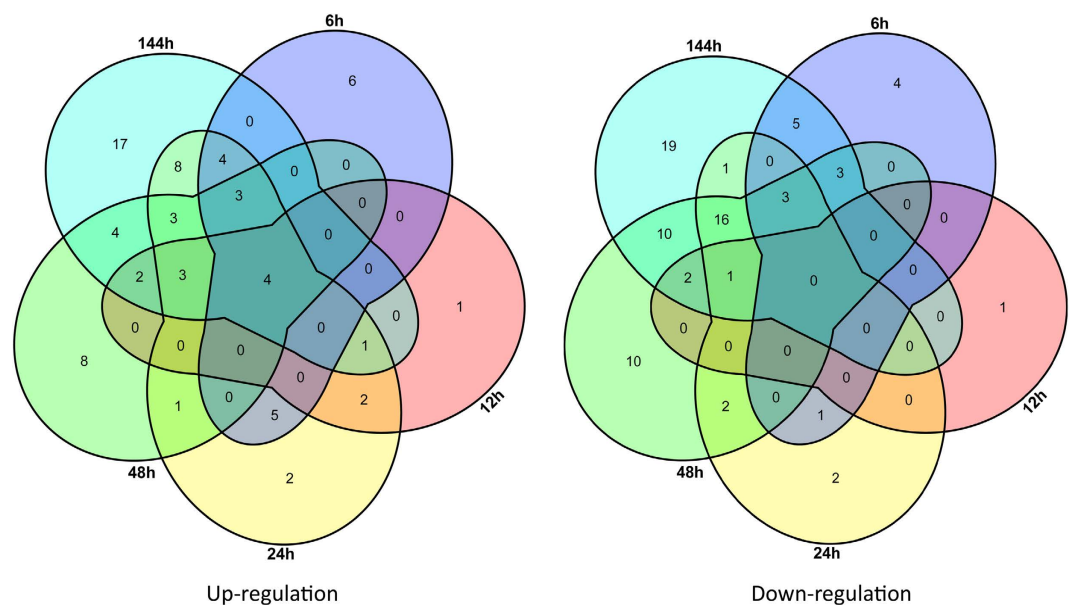 6h 6h
144h 144h
6 4
0 5
17 19
8 4 0 0 1 0 3 0
3 0 0 3 0 0
3 0 16 0
4 10
2 3 4 0 2 1 0 0
0 0 0 1 0 0 0 1
8 0 0 1 10 0 0 0
0 0
1 0 5 2 2 0 1 0
12h 12h
48h 48h
2 2
24h 24h
Up-regulation Down-regulation